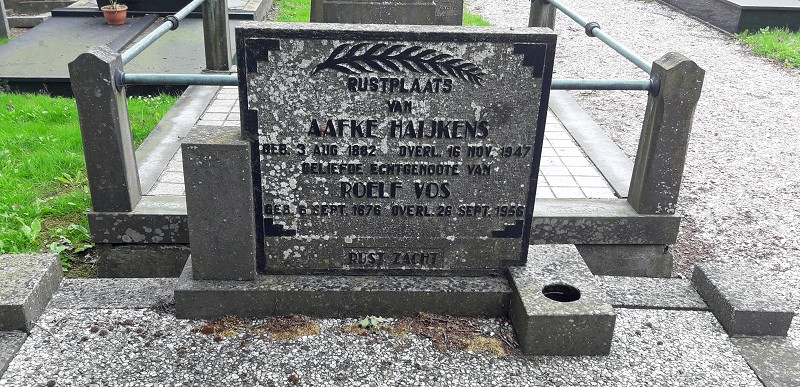 RUSTPLAATS
VAN
AAFKE HAIJKENS
GEB. 3 AUG. 1882 OVERL. 16 NOV. 1947
GELIEFDE ECHTGENOOTE VAN
ROELF VOS
GEB. 6 SEPT. 1876 OVERL. 26 SEPT. 1956
RUST ZACHT